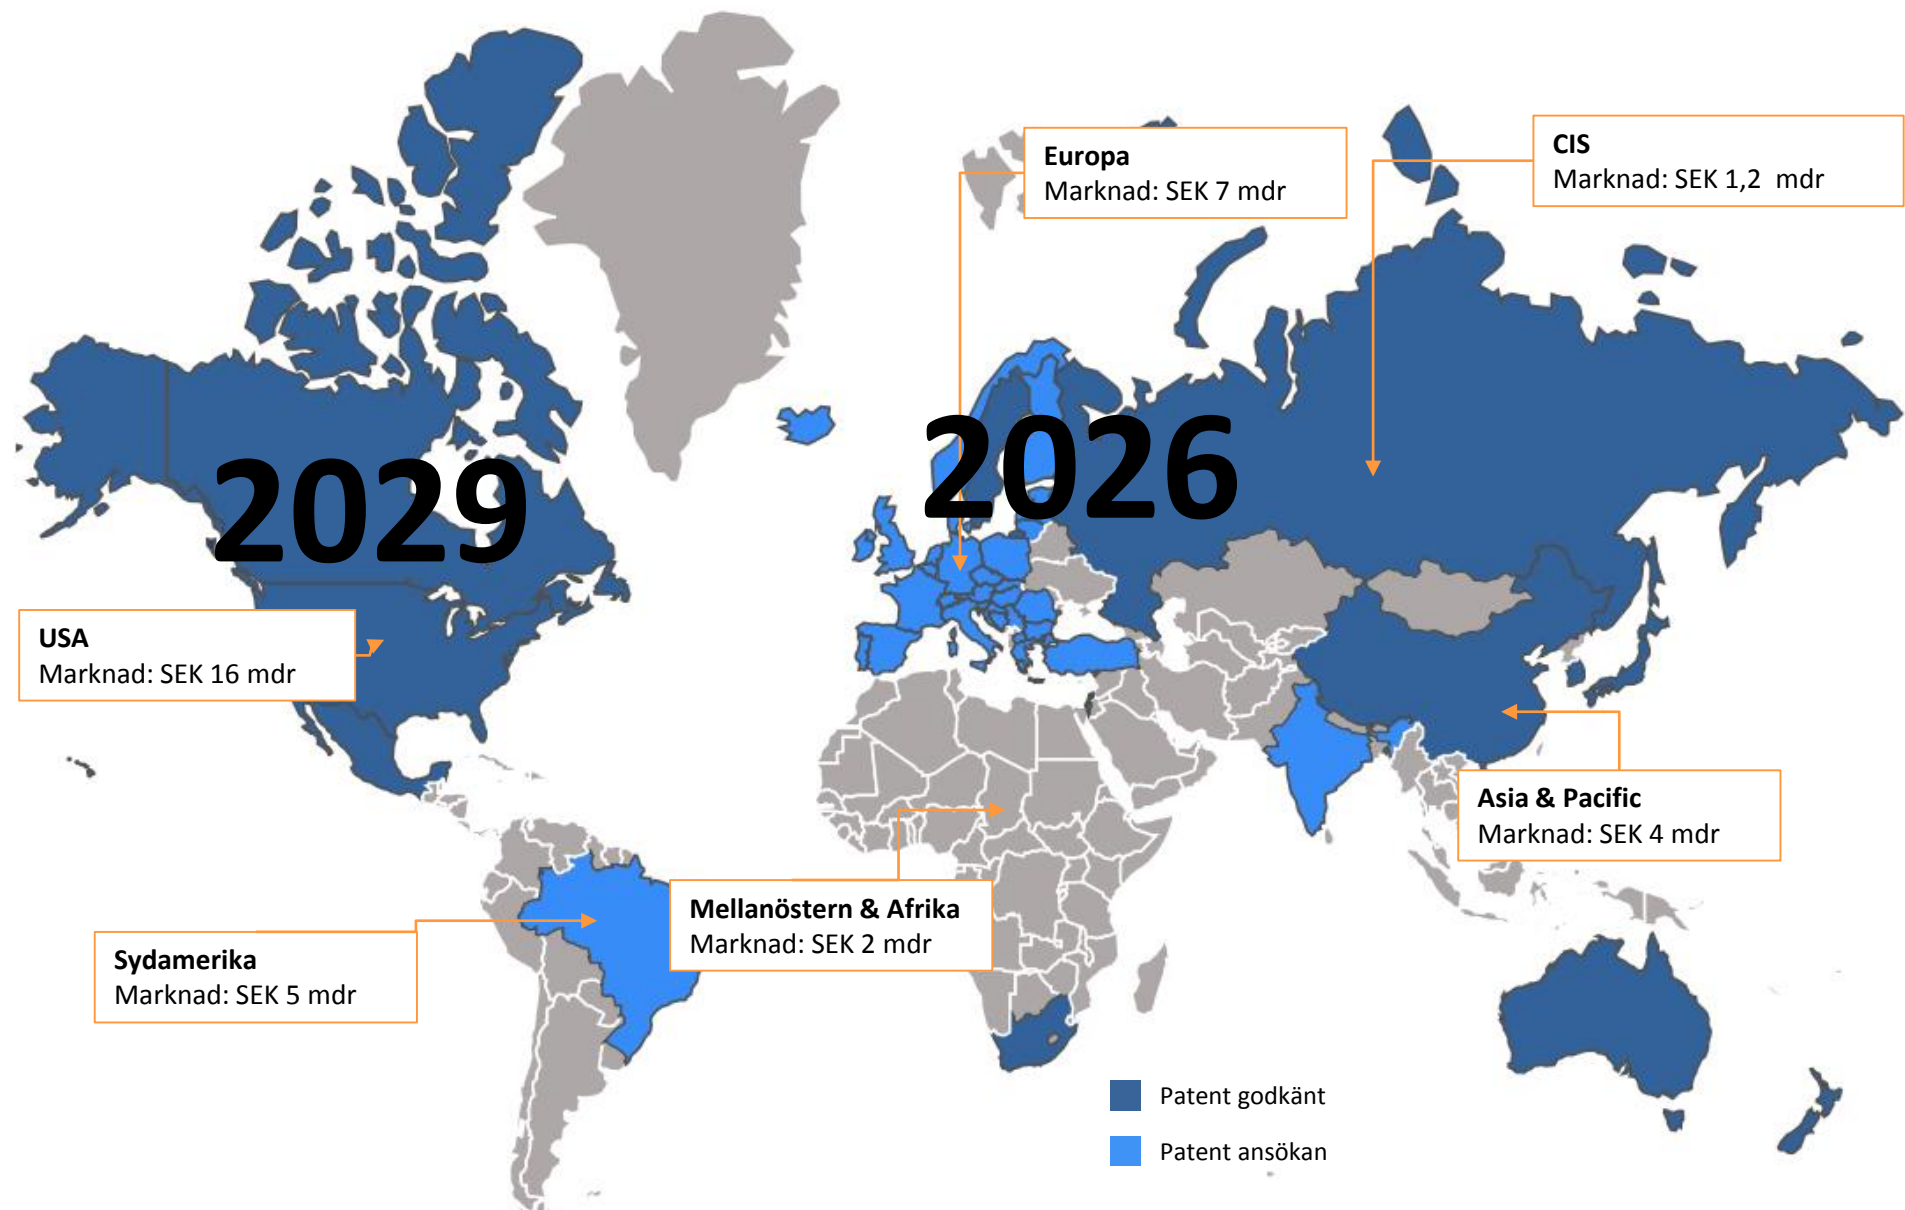 Europa
Marknad: SEK 7 mdr
CIS
Marknad: SEK 1,2 mdr
2029
2026
USA
Marknad: SEK 16 mdr
Asia & Pacific
Marknad: SEK 4 mdr
Mellanöstern & Afrika
Marknad: SEK 2 mdr
Sydamerika
Marknad: SEK 5 mdr
Patent godkänt
Patent ansökan